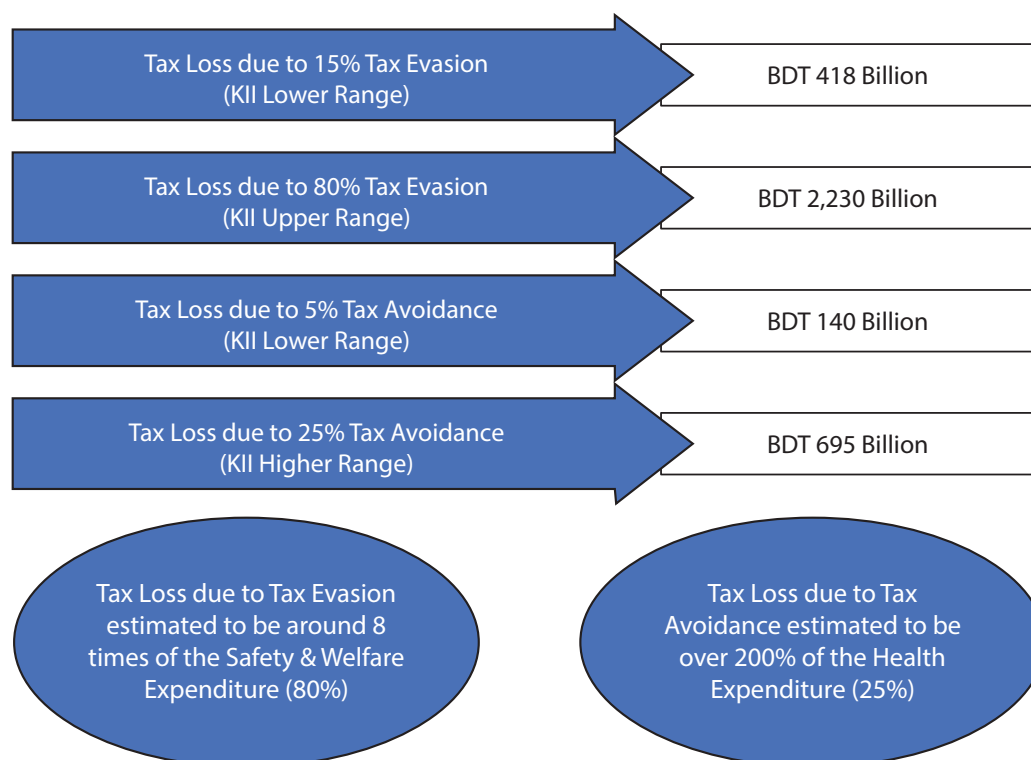 Tax Loss due to 15% Tax Evasion
(KII Lower Range)
BDT 418 Billion
Tax Loss due to 80% Tax Evasion
(KII Upper Range)
BDT 2,230 Billion
Tax Loss due to 5% Tax Avoidance
(KII Lower Range)
BDT 140 Billion
Tax Loss due to 25% Tax Avoidance
(KII Higher Range)
BDT 695 Billion
Tax Loss due to Tax Evasion
estimated to be around 8
times of the Safety & Welfare
Expenditure (80%)
Tax Loss due to Tax
Avoidance estimated to be
over 200% of the Health
Expenditure (25%)